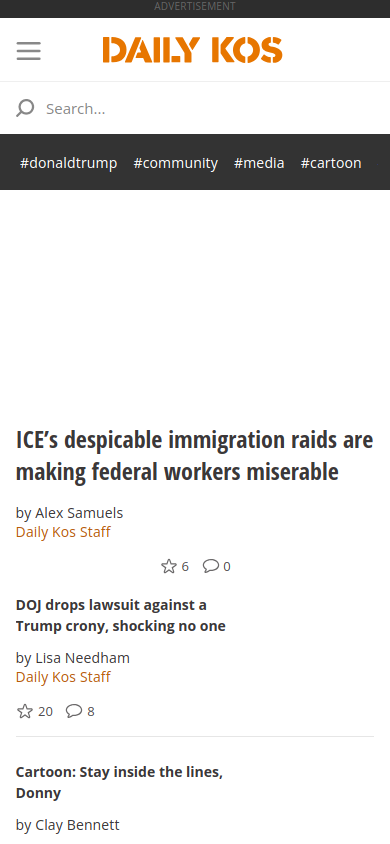 ADVERTISEMENT
DAILY KOS
Search...
#donaldtrump #community #media #cartoon
ICE’s despicable immigration raids are
making federal workers miserable
by Alex Samuels
Daily Kos Staff
6 0
DOJ drops lawsuit against a
Trump crony, shocking no one
by Lisa Needham
Daily Kos Staff
20 8
Cartoon: Stay inside the lines,
Donny
by Clay Bennett